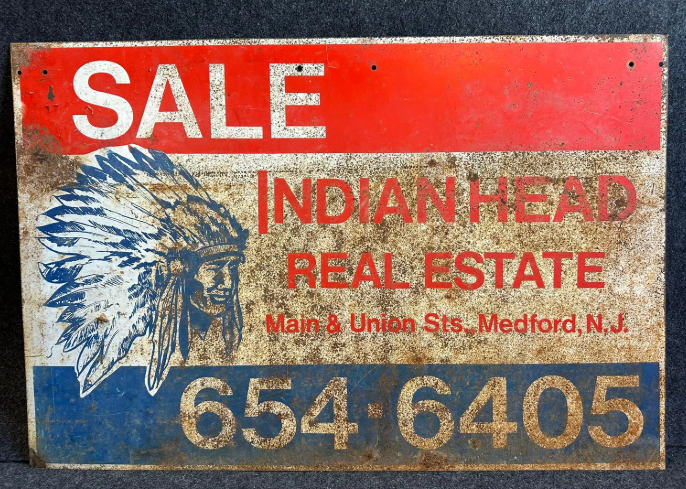 SALE
INDIAN HEAD
REAL ESTATE
Main & Union Sts., Medford, N.J.
654-6405